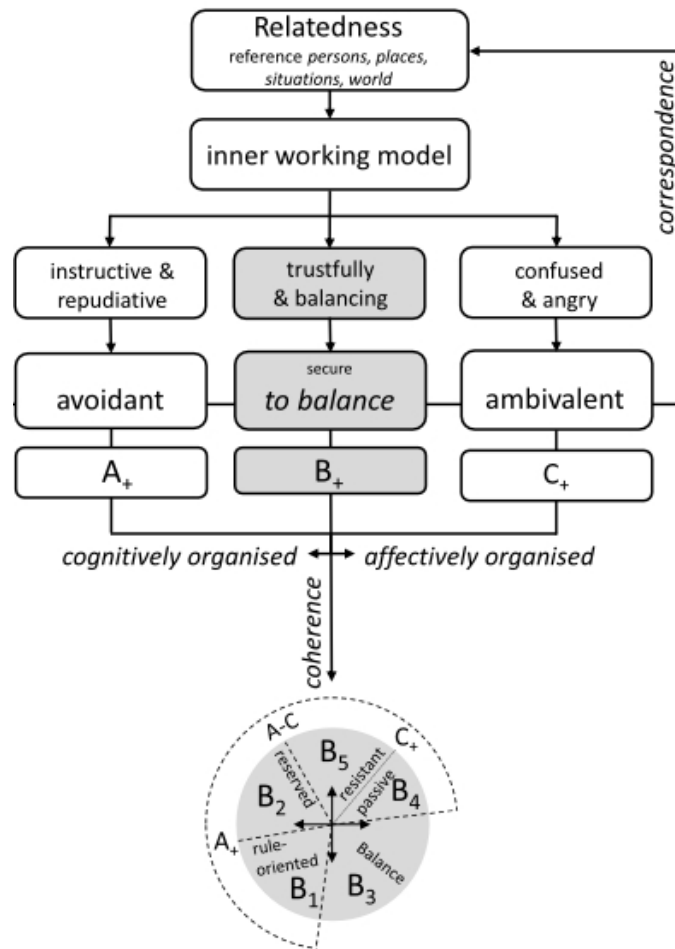 Relatedness
reference persons, places,
situations, world
correspondence
inner working model
instructive &
repudiative
trustfully
& balancing
confused
& angry
avoidant
secure
to balance
ambivalent
A₊
B₊
C₊
cognitively organised
affectively organised
coherence
A-C
C₊
B₅
reserved
resistant
passive
B₄
B₂
A₊
rule-
oriented
Balance
B₁
B₃